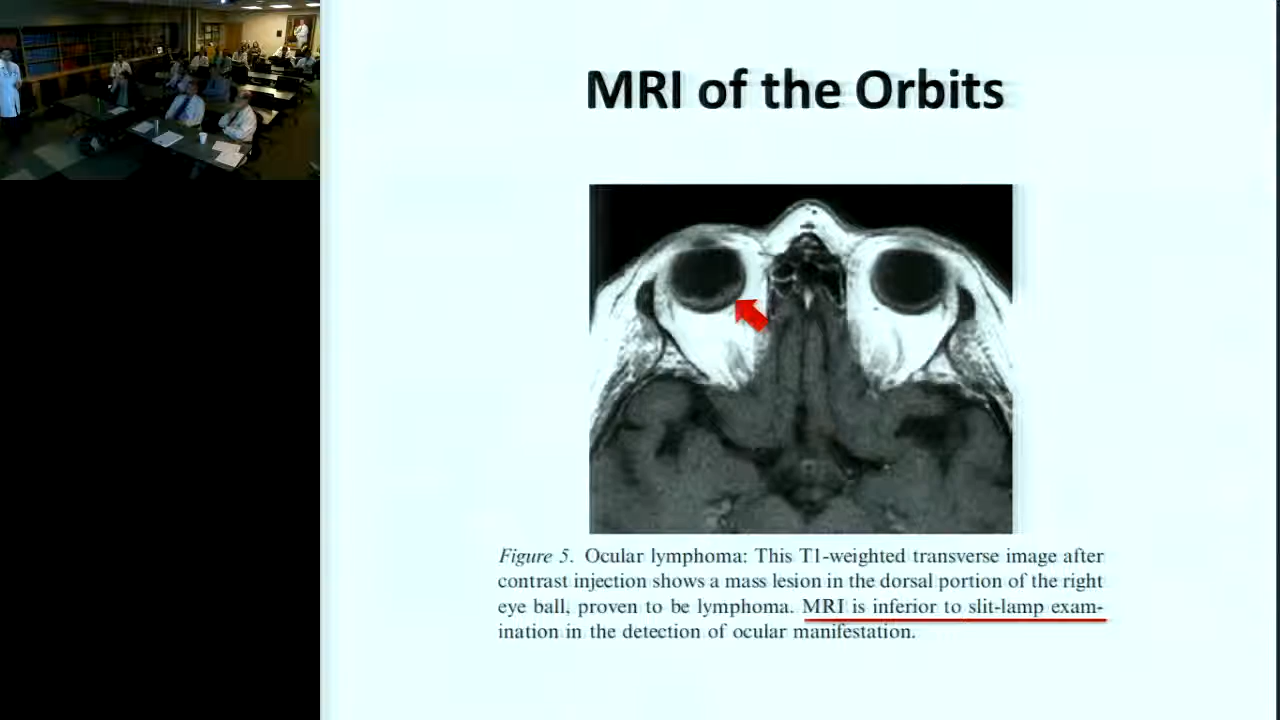 MRI of the Orbits
Figure 5. Ocular lymphoma: This T1-weighted transverse image after
contrast injection shows a mass lesion in the dorsal portion of the right
eye ball, proven to be lymphoma. MRI is inferior to slit-lamp exam-
ination in the detection of ocular manifestation.